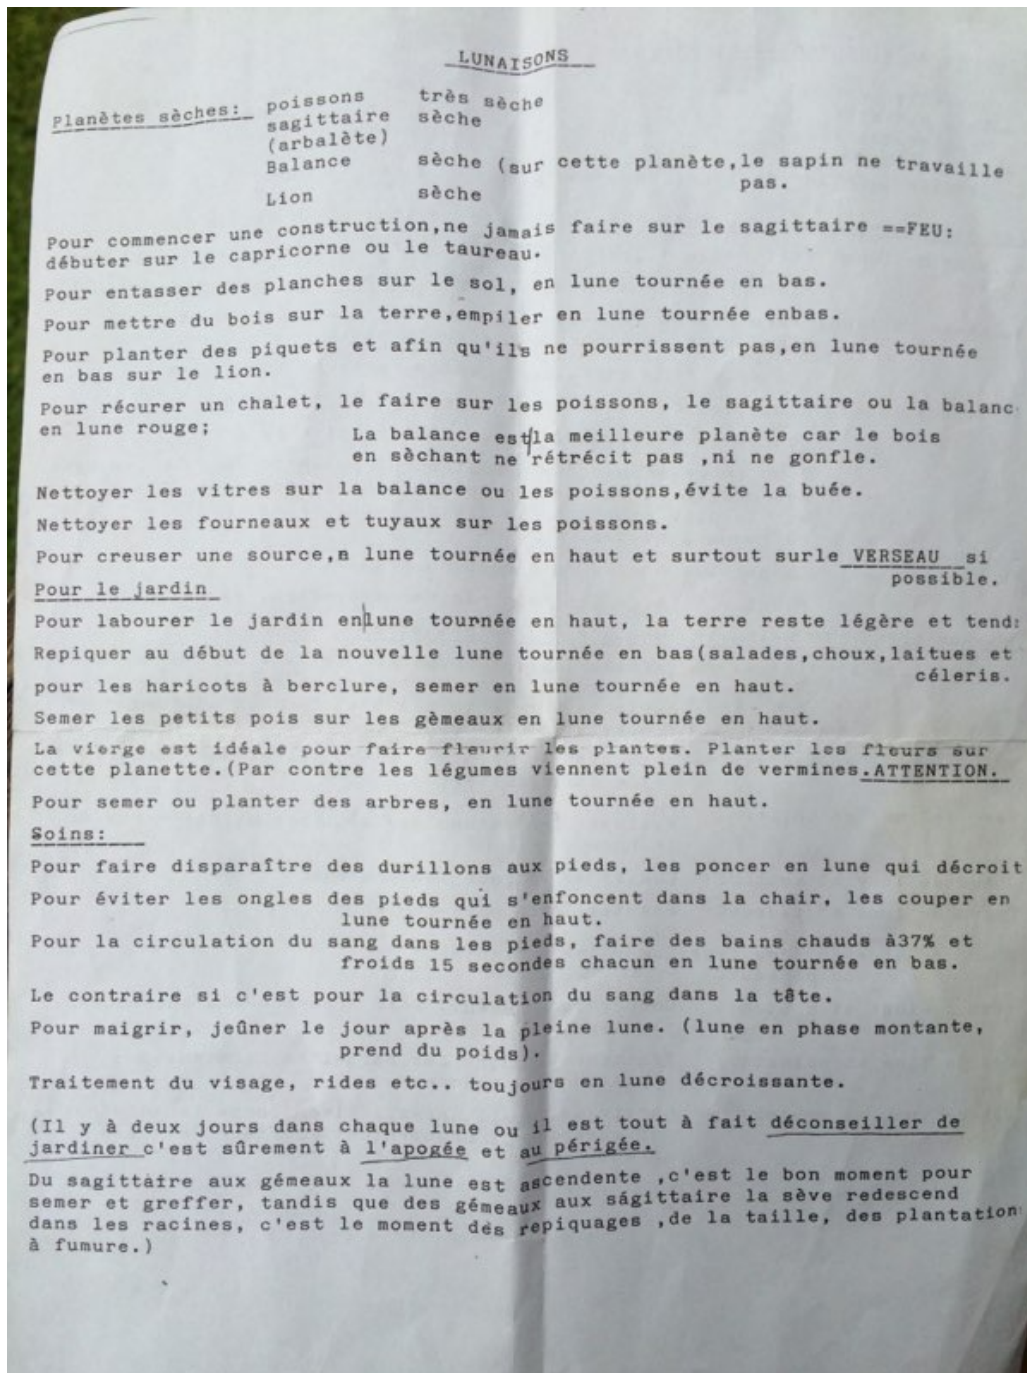 LUNAISONS
Planètes sèches: poissons très sèche
sagittaire sèche
(arbalète)
Balance sèche (sur cette planète,le sapin ne travaille
pas.
Lion sèche
Pour commencer une construction,ne jamais faire sur le sagittaire ==FEU;
débuter sur le capricorne ou le taureau.
Pour entasser des planches sur le sol, en lune tournée en bas.
Pour mettre du bois sur la terre,empiler en lune tournée enbas.
Pour planter des piquets et afin qu'ils ne pourrissent pas,en lune tournée
en bas sur le lion.
Pour récurer un chalet, le faire sur les poissons, le sagittaire ou la balanc
en lune rouge;
La balance est/la meilleure planète car le bois
en sèchant ne rétrécit pas ,ni ne gonfle.
Nettoyer les vitres sur la balance ou les poissons,évite la buée.
Nettoyer les fourneaux et tuyaux sur les poissons.
Pour creuser une source,n lune tournée en haut et surtout surle VERSEAU si
possible.
Pour le jardin
Pour labourer le jardin en|lune tournée en haut, la terre reste légère et tend
Repiquer au début de la nouvelle lune tournée en bas(salades,choux,laitues et
céleris.
pour les haricots à berclure, semer en lune tournée en haut.
Semer les petits pois sur les gèmeaux en lune tournée en haut.
La vierge est idéale pour faire fleurir les plantes. Planter les fleurs sur
cette planette.(Par contre les légumes viennent plein de vermines.ATTENTION.
Pour semer ou planter des arbres, en lune tournée en haut.
Soins:
Pour faire disparaître des durillons aux pieds, les poncer en lune qui décroit
Pour éviter les ongles des pieds qui s'enfoncent dans la chair, les couper en
lune tournée en haut.
Pour la circulation du sang dans les pieds, faire des bains chauds à37% et
froids 15 secondes chacun en lune tournée en bas.
Le contraire si c'est pour la circulation du sang dans la tête.
Pour maigrir, jeûner le jour après la pleine lune. (lune en phase montante,
prend du poids).
Traitement du visage, rides etc.. toujours en lune décroissante.
(Il y à deux jours dans chaque lune ou il est tout à fait déconseiller de
jardiner c'est sûrement à l'apogée et au périgée.
Du sagittaire aux gémeaux la lune est ascendente ,c'est le bon moment pour
semer et greffer, tandis que des gémeaux aux ságittaire la sève redescend
dans les racines, c'est le moment des repiquages ,de la taille, des plantation
à fumure.)